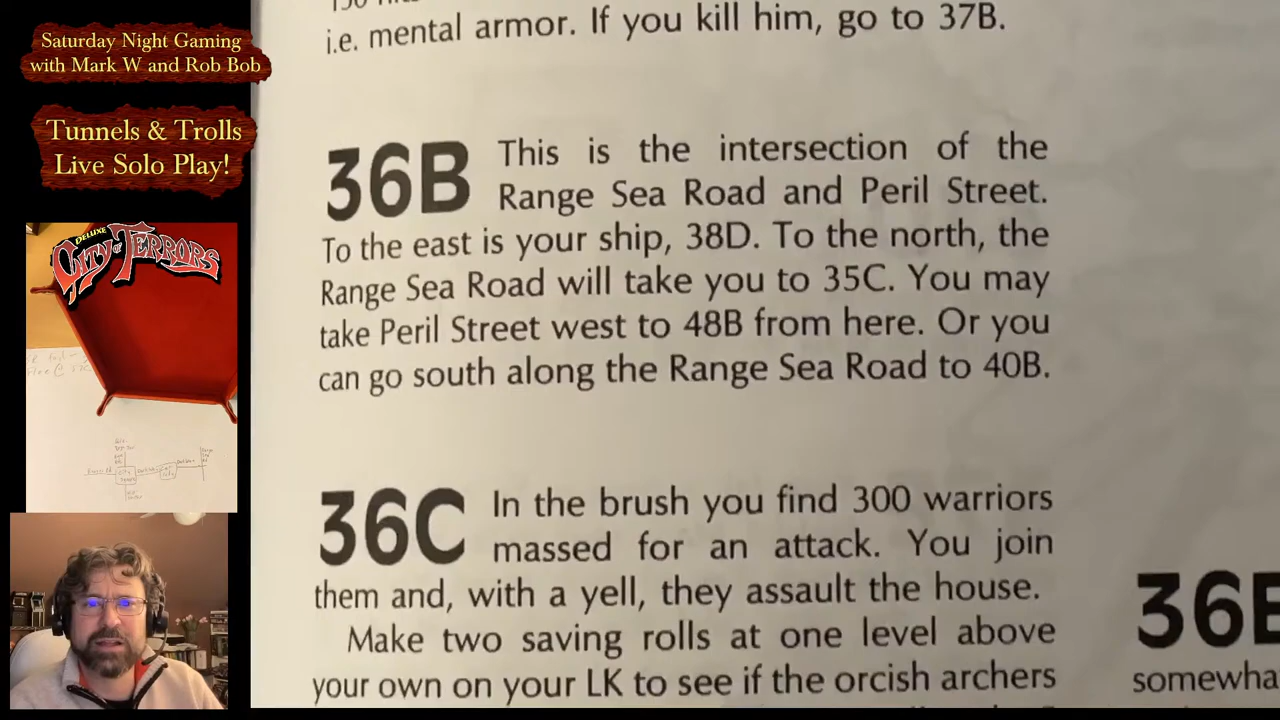 Saturday Night Gaming
with Mark W and Rob Bob
Tunnels & Trolls
Live Solo Play!
DELUXE
CITY OF TERRORS
i.e. mental armor. If you kill him, go to 37B.
36B This is the intersection of the
Range Sea Road and Peril Street.
To the east is your ship, 38D. To the north, the
Range Sea Road will take you to 35C. You may
take Peril Street west to 48B from here. Or you
can go south along the Range Sea Road to 40B.
36C In the brush you find 300 warriors
massed for an attack. You join
them and, with a yell, they assault the house.
Make two saving rolls at one level above
your own on your LK to see if the orcish archers